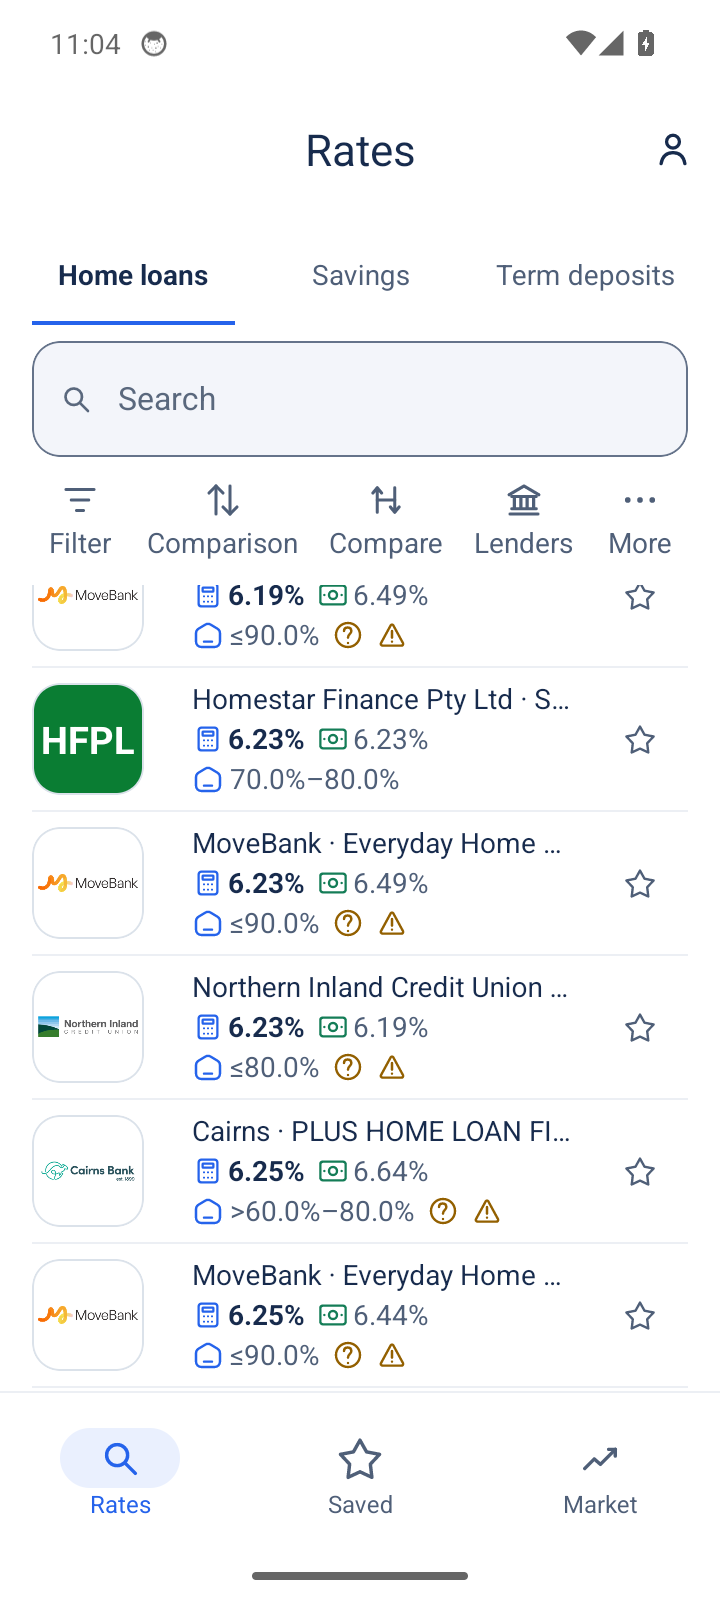 11:04
Rates
Home loans
Savings
Term deposits
Search
Filter
Comparison
Compare
Lenders
More
MoveBank
6.19% 6.49%
≤90.0%
HFPL
Homestar Finance Pty Ltd · S...
6.23% 6.23%
70.0%–80.0%
MoveBank
MoveBank · Everyday Home ...
6.23% 6.49%
≤90.0%
Northern Inland
CREDIT UNION
Northern Inland Credit Union ...
6.23% 6.19%
≤80.0%
Cairns Bank
est. 1899
Cairns · PLUS HOME LOAN FI...
6.25% 6.64%
>60.0%–80.0%
MoveBank
MoveBank · Everyday Home ...
6.25% 6.44%
≤90.0%
Rates
Saved
Market